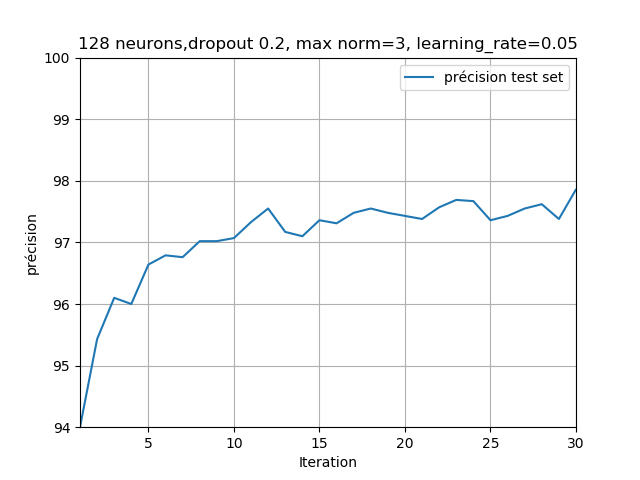 128 neurons,dropout 0.2, max norm=3, learning_rate=0.05
100
99
98
97
96
95
94
précision test set
précision
5 10 15 20 25 30
Iteration